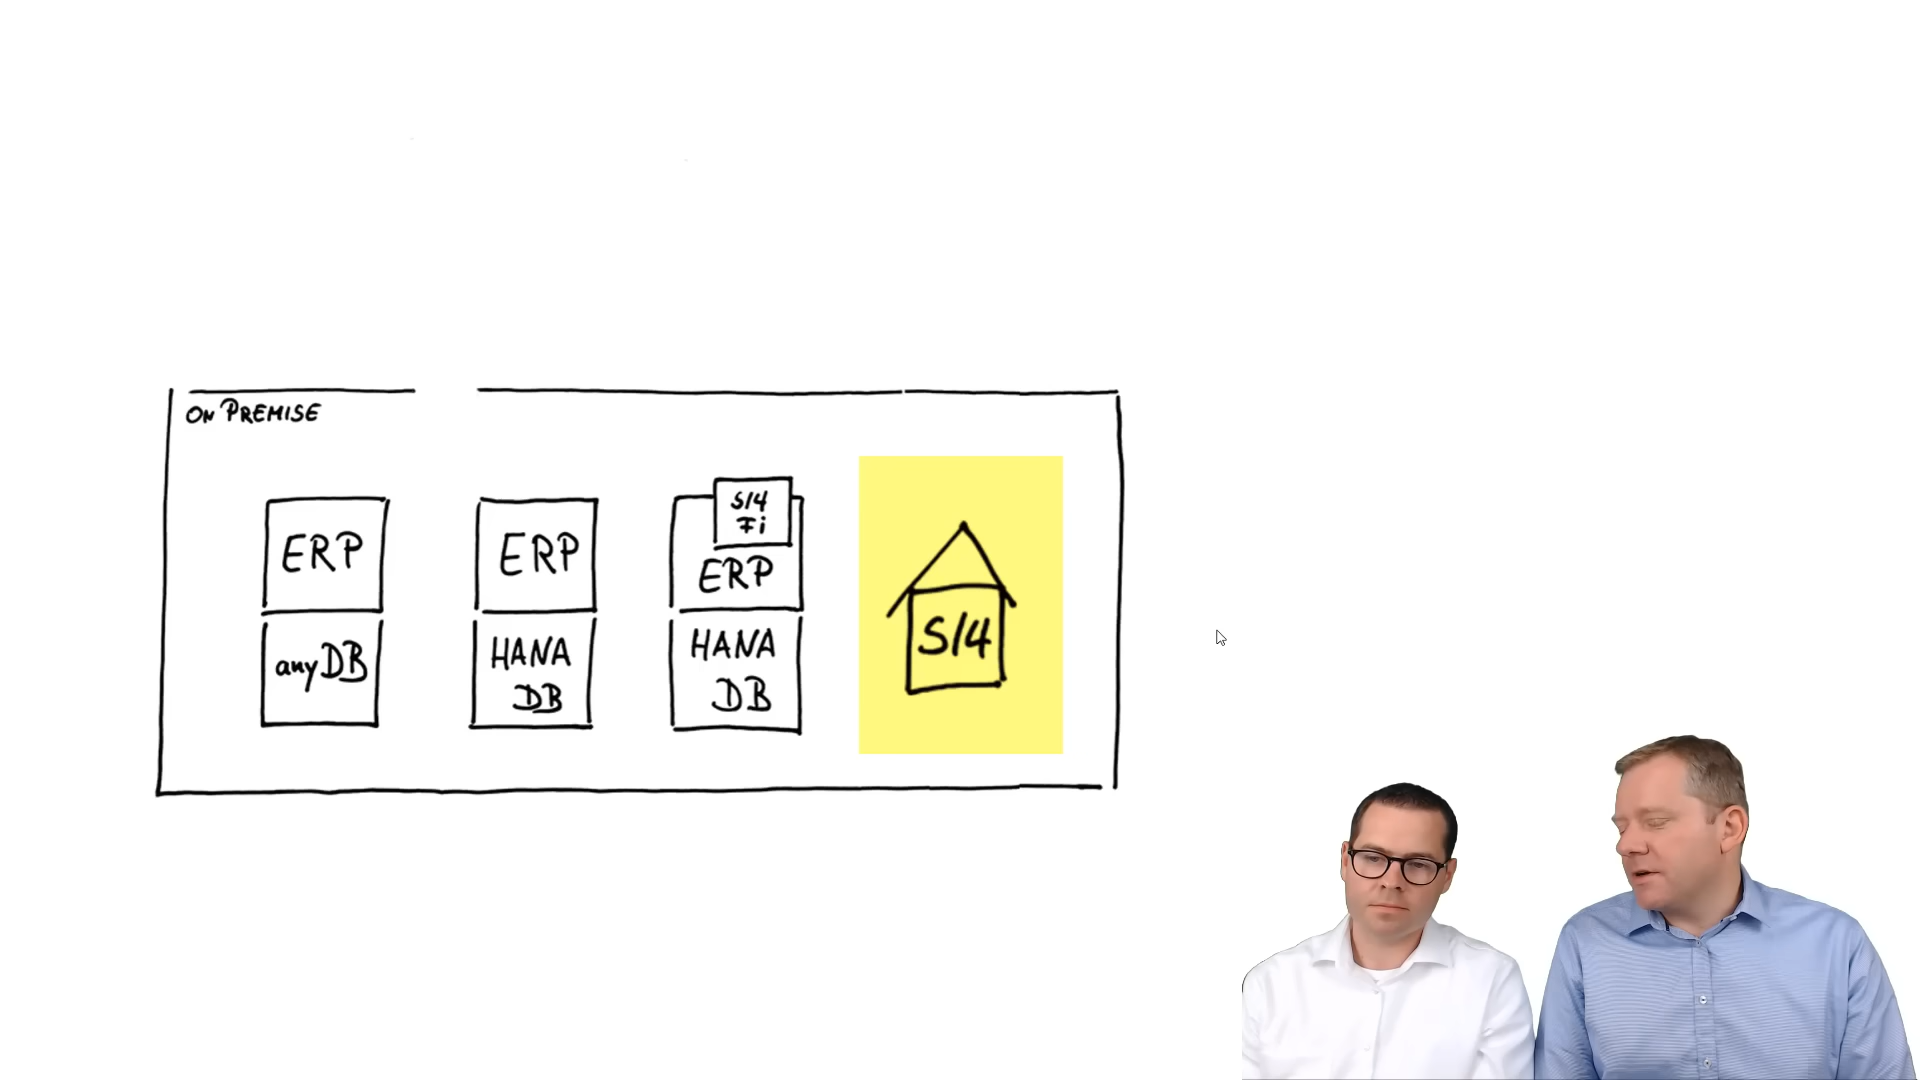 ON PREMISE
ERP
anyDB
ERP
HANA
DB
S/4
Fi
ERP
HANA
DB
S/4